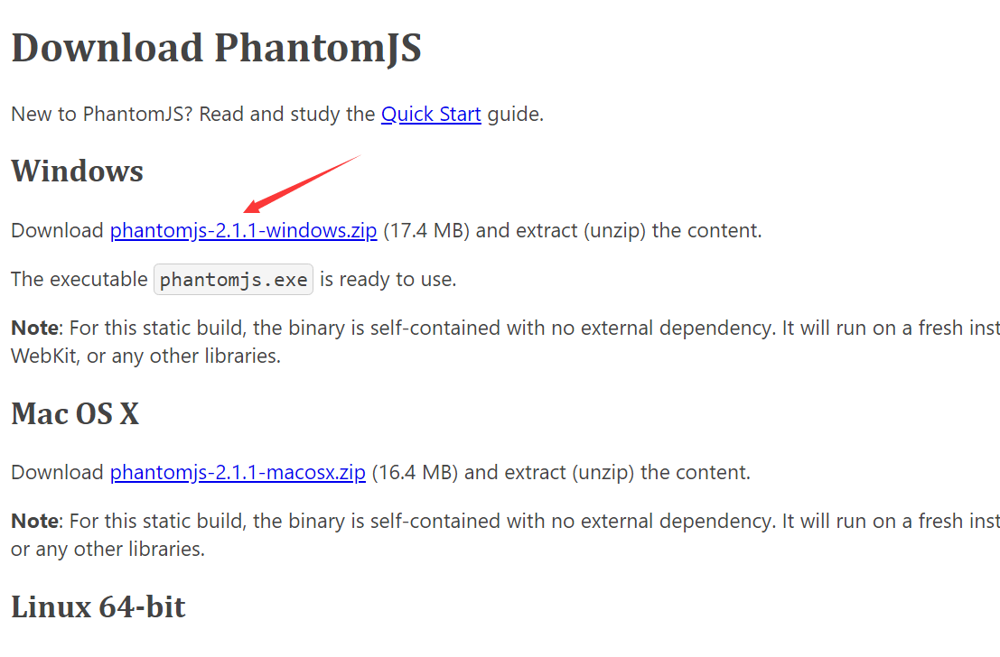 Download PhantomJS
New to PhantomJS? Read and study the Quick Start guide.
Windows
Download phantomjs-2.1.1-windows.zip (17.4 MB) and extract (unzip) the content.
The executable phantomjs.exe is ready to use.
Note: For this static build, the binary is self-contained with no external dependency. It will run on a fresh inst
WebKit, or any other libraries.
Mac OS X
Download phantomjs-2.1.1-macosx.zip (16.4 MB) and extract (unzip) the content.
Note: For this static build, the binary is self-contained with no external dependency. It will run on a fresh inst
or any other libraries.
Linux 64-bit